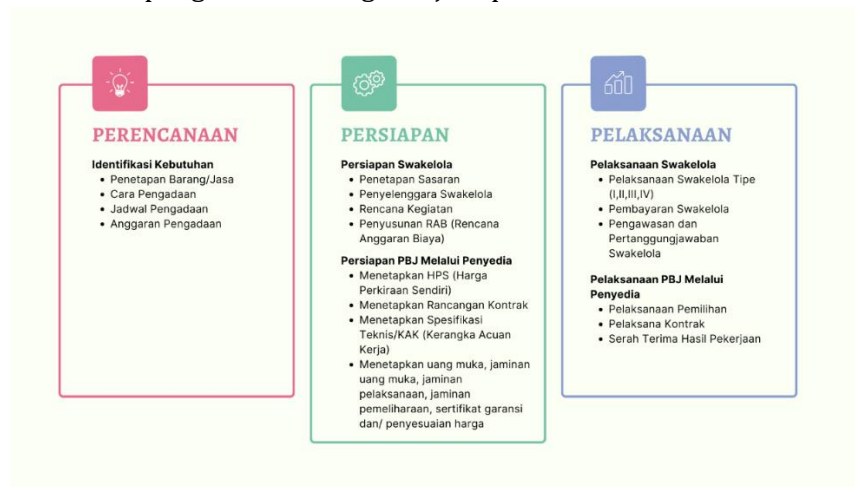 PERENCANAAN
Identifikasi Kebutuhan
• Penetapan Barang/Jasa
• Cara Pengadaan
• Jadwal Pengadaan
• Anggaran Pengadaan
PERSIAPAN
Persiapan Swakelola
• Penetapan Sasaran
• Penyelenggara Swakelola
• Rencana Kegiatan
• Penyusunan RAB (Rencana
Anggaran Biaya)
Persiapan PBJ Melalui Penyedia
• Menetapkan HPS (Harga
Perkiraan Sendiri)
• Menetapkan Rancangan Kontrak
• Menetapkan Spesifikasi
Teknis/KAK (Kerangka Acuan
Kerja)
• Menetapkan uang muka, jaminan
uang muka, jaminan
pelaksanaan, jaminan
pemeliharaan, sertifikat garansi
dan/ penyesuaian harga
PELAKSANAAN
Pelaksanaan Swakelola
• Pelaksanaan Swakelola Tipe
(I,II,III,IV)
• Pembayaran Swakelola
• Pengawasan dan
Pertanggungjawaban
Swakelola
Pelaksanaan PBJ Melalui
Penyedia
• Pelaksanaan Pemilihan
• Pelaksana Kontrak
• Serah Terima Hasil Pekerjaan